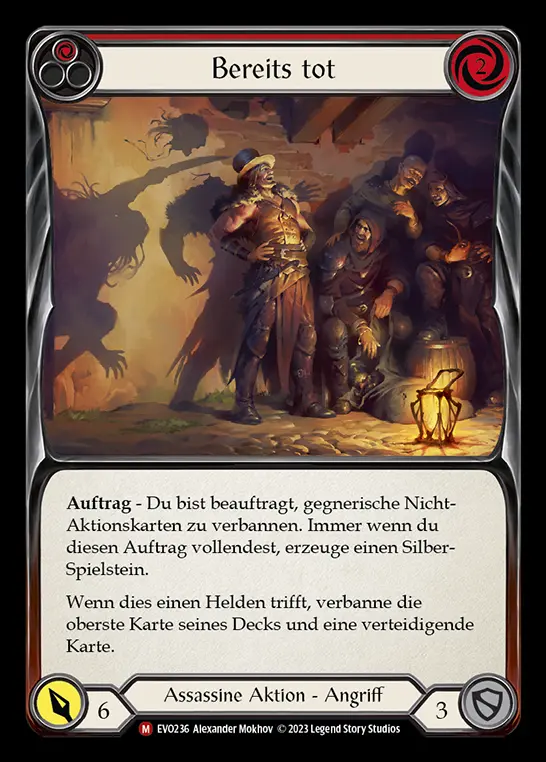 Bereits tot
2
Auftrag - Du bist beauftragt, gegnerische Nicht-
Aktionskarten zu verbannen. Immer wenn du
diesen Auftrag vollendest, erzeuge einen Silber-
Spielstein.
Wenn dies einen Helden trifft, verbanne die
oberste Karte seines Decks und eine verteidigende
Karte.
6
Assassine Aktion - Angriff
3
M EVO236 Alexander Mokhov © 2023 Legend Story Studios